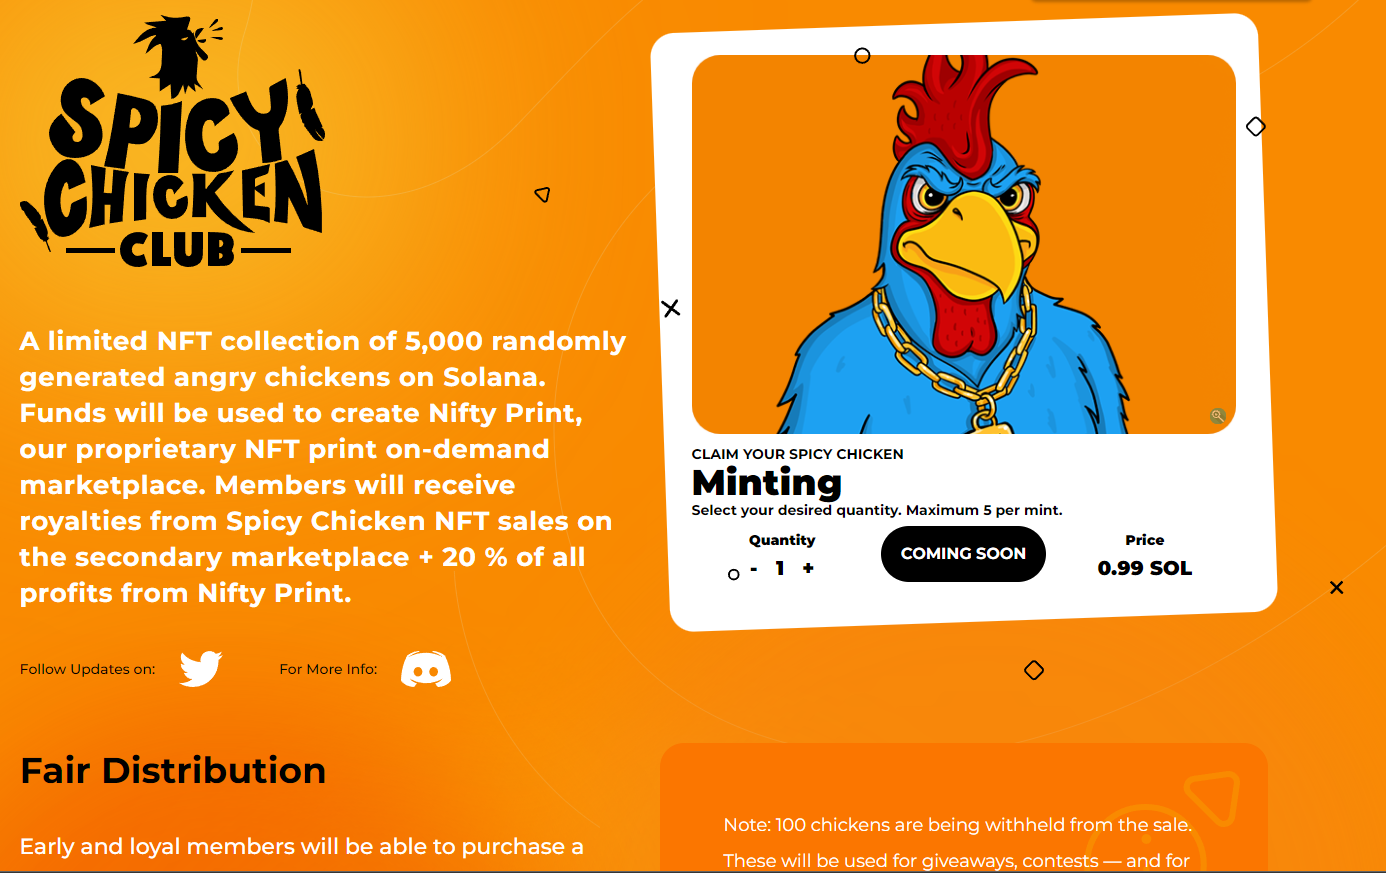 SPICY
CHICKEN
CLUB
A limited NFT collection of 5,000 randomly
generated angry chickens on Solana.
Funds will be used to create Nifty Print,
our proprietary NFT print on-demand
marketplace. Members will receive
royalties from Spicy Chicken NFT sales on
the secondary marketplace + 20 % of all
profits from Nifty Print.
Follow Updates on:
For More Info:
CLAIM YOUR SPICY CHICKEN
Minting
Select your desired quantity. Maximum 5 per mint.
Quantity
- 1 +
COMING SOON
Price
0.99 SOL
Fair Distribution
Early and loyal members will be able to purchase a
Note: 100 chickens are being withheld from the sale.
These will be used for giveaways, contests — and for